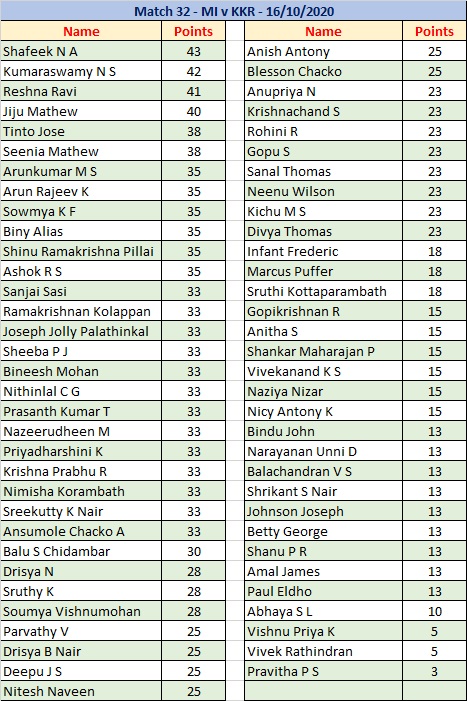 Match 32 - MI v KKR - 16/10/2020
Name Points Name Points
Shafeek N A 43 Anish Antony 25
Kumaraswamy N S 42 Blesson Chacko 25
Reshna Ravi 41 Anupriya N 23
Jiju Mathew 40 Krishnachand S 23
Tinto Jose 38 Rohini R 23
Seenia Mathew 38 Gopu S 23
Arunkumar M S 35 Sanal Thomas 23
Arun Rajeev K 35 Neenu Wilson 23
Sowmya K F 35 Kichu M S 23
Biny Alias 35 Divya Thomas 23
Shinu Ramakrishna Pillai 35 Infant Frederic 18
Ashok R S 35 Marcus Puffer 18
Sanjai Sasi 33 Sruthi Kottaparambath 18
Ramakrishnan Kolappan 33 Gopikrishnan R 15
Joseph Jolly Palathinkal 33 Anitha S 15
Sheeba P J 33 Shankar Maharajan P 15
Bineesh Mohan 33 Vivekanand K S 15
Nithinlal C G 33 Naziya Nizar 15
Prasanth Kumar T 33 Nicy Antony K 15
Nazeerudheen M 33 Bindu John 13
Priyadharshini K 33 Narayanan Unni D 13
Krishna Prabhu R 33 Balachandran V S 13
Nimisha Korambath 33 Shrikant S Nair 13
Sreekutty K Nair 33 Johnson Joseph 13
Ansumole Chacko A 33 Betty George 13
Balu S Chidambar 30 Shanu P R 13
Drisya N 28 Amal James 13
Sruthy K 28 Paul Eldho 13
Soumya Vishnumohan 28 Abhaya S L 10
Parvathy V 25 Vishnu Priya K 5
Drisya B Nair 25 Vivek Rathindran 5
Deepu J S 25 Pravitha P S 3
Nitesh Naveen 25